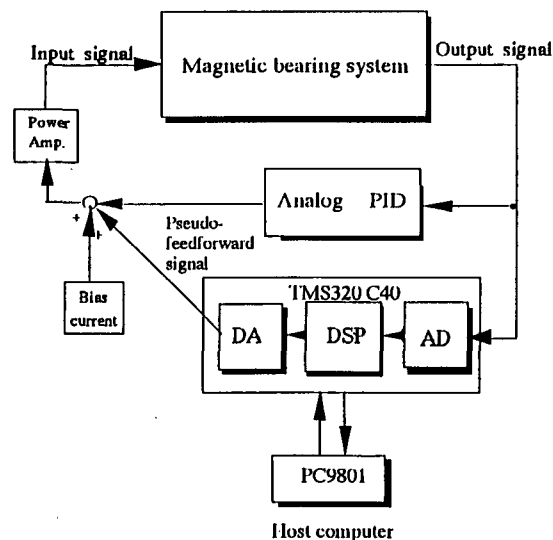 Input signal
Magnetic bearing system
Output signal
Power
Amp.
Analog PID
+
+
Pseudo-
feedforward
signal
Bias
current
TMS320 C40
DA
DSP
AD
PC9801
Host computer